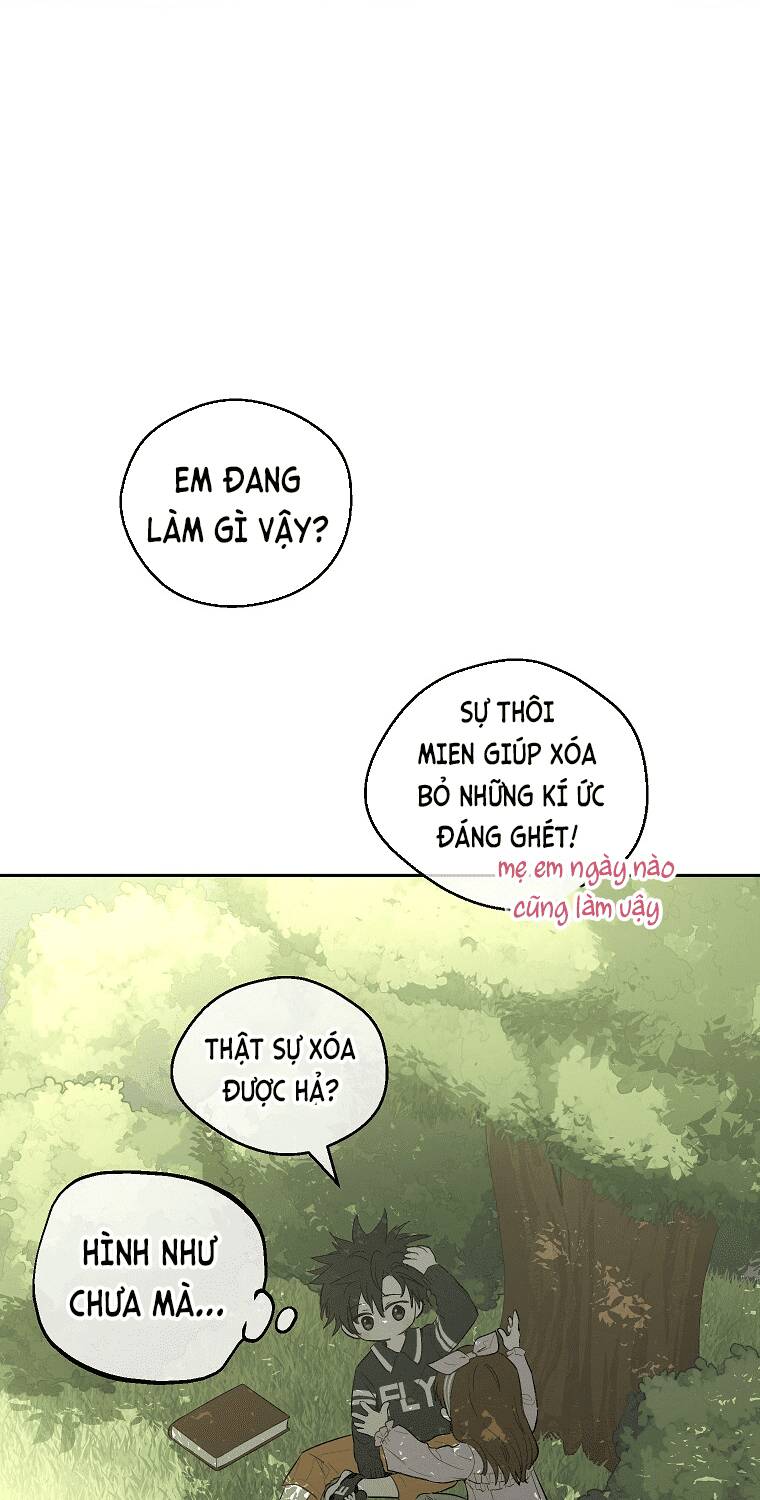 EM ĐANG
LÀM GÌ VẬY?
SỰ THÔI
MIEN GIÚP XÓA
BỎ NHỮNG KÍ ỨC
ĐÁNG GHÉT!
mẹ em ngày nào
cũng làm vậy
THẬT SỰ XÓA
ĐƯỢC HẢ?
HÌNH NHƯ
CHƯA MÀ...
FLY